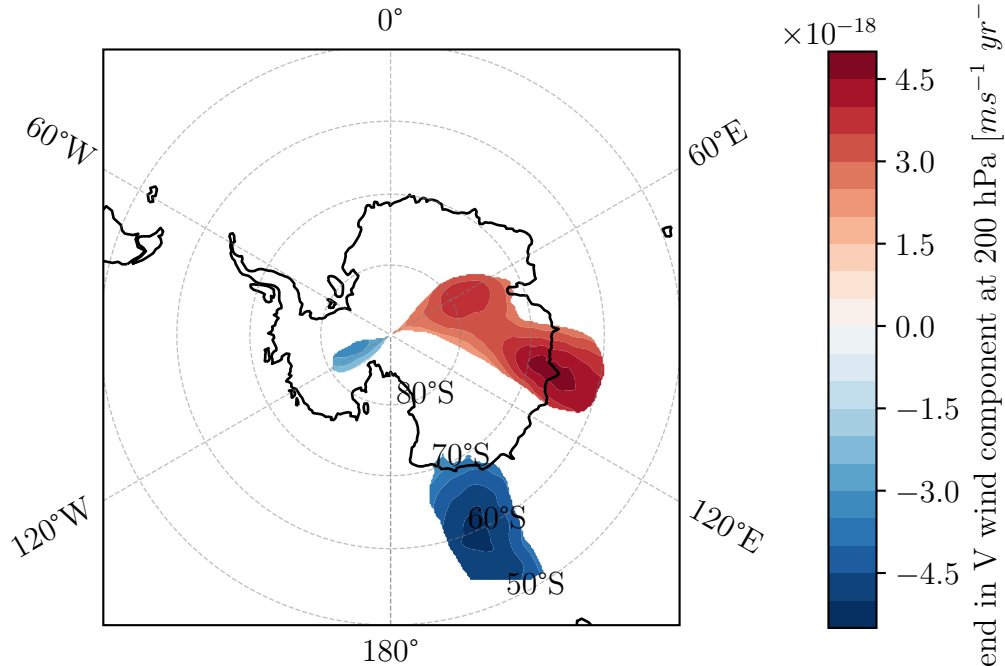 0°
×10⁻¹⁸
60°W
60°E
4.5
3.0
1.5
0.0
−1.5
−3.0
−4.5
80°S
70°S
60°S
50°S
120°W
120°E
180°
end in V wind component at 200 hPa [ms⁻¹ yr⁻